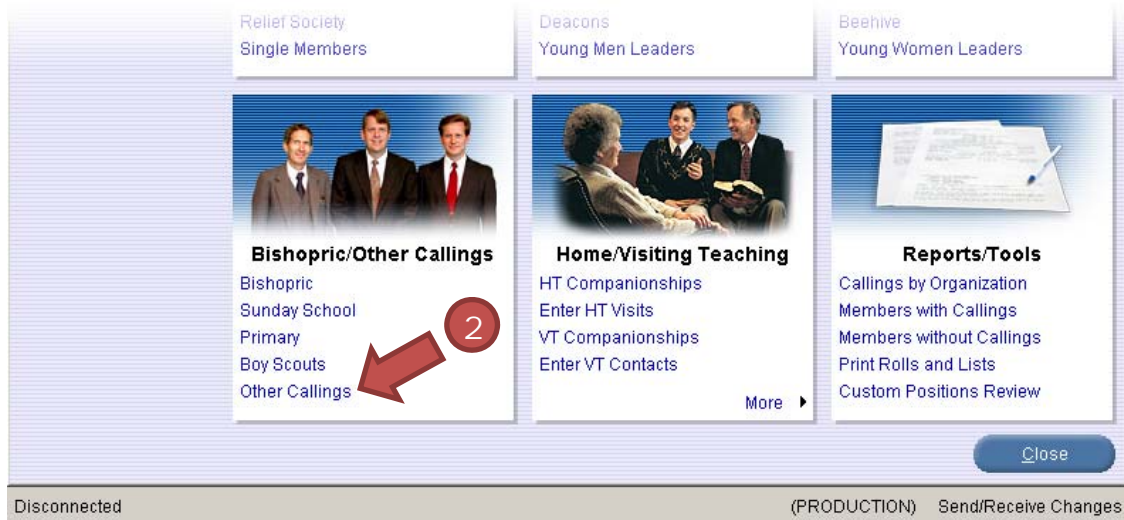 Relief Society
Single Members
Deacons
Young Men Leaders
Beehive
Young Women Leaders
Bishopric/Other Callings
Bishopric
Sunday School
Primary
Boy Scouts
Other Callings
2
Home/Visiting Teaching
HT Companionships
Enter HT Visits
VT Companionships
Enter VT Contacts
More
Reports/Tools
Callings by Organization
Members with Callings
Members without Callings
Print Rolls and Lists
Custom Positions Review
Close
Disconnected
(PRODUCTION) Send/Receive Changes